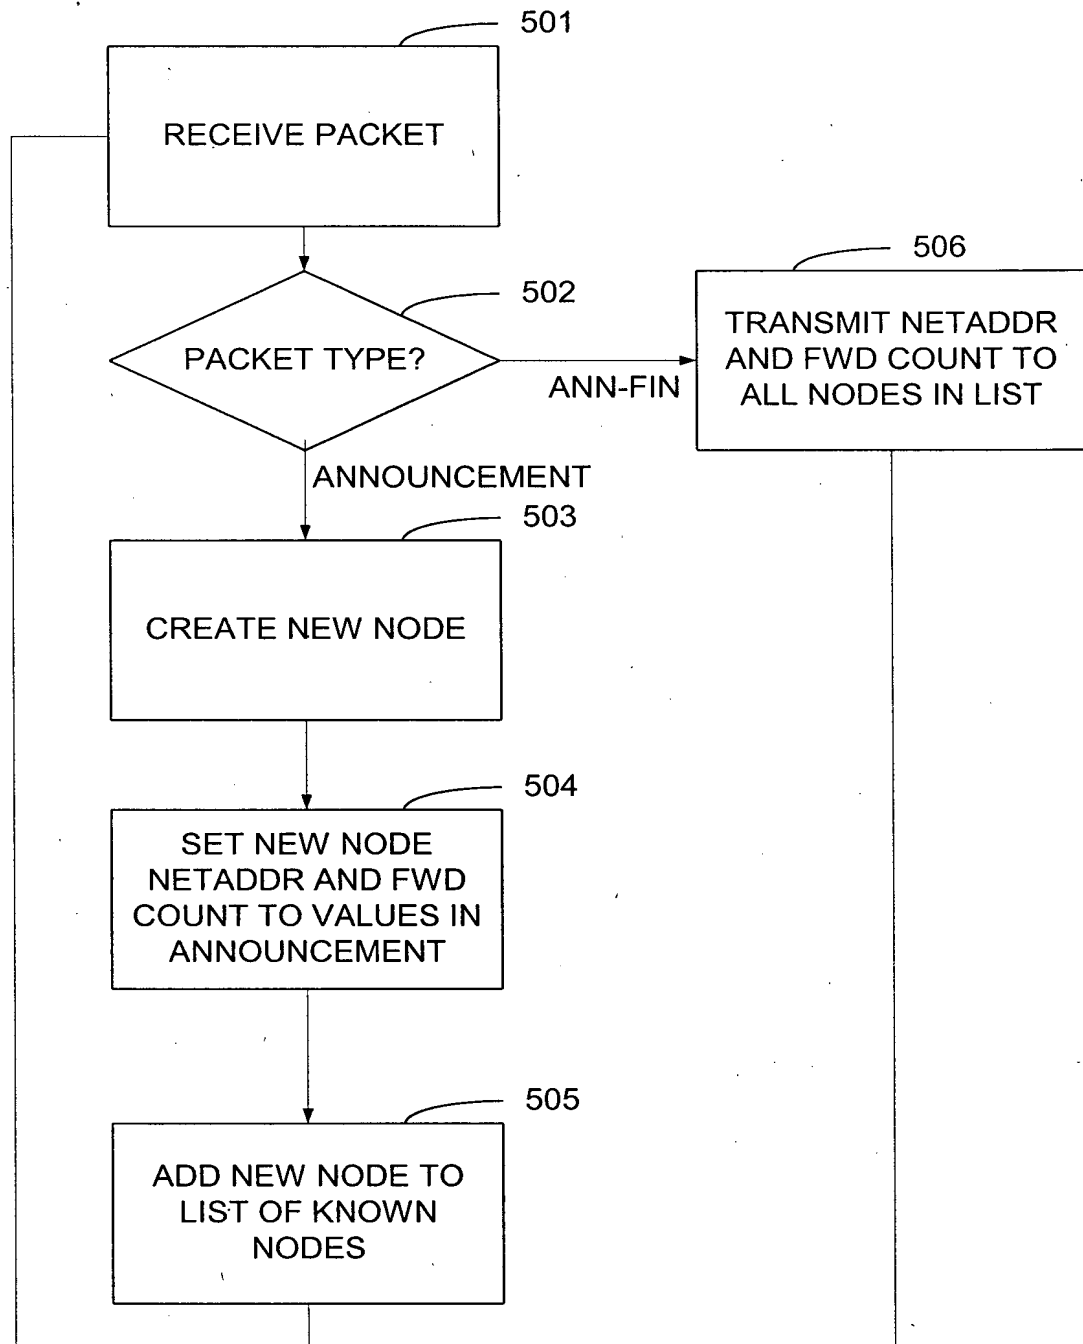 501
RECEIVE PACKET
502
PACKET TYPE?
ANN-FIN
506
TRANSMIT NETADDR
AND FWD COUNT TO
ALL NODES IN LIST
ANNOUNCEMENT
503
CREATE NEW NODE
504
SET NEW NODE
NETADDR AND FWD
COUNT TO VALUES IN
ANNOUNCEMENT
505
ADD NEW NODE TO
LIST OF KNOWN
NODES